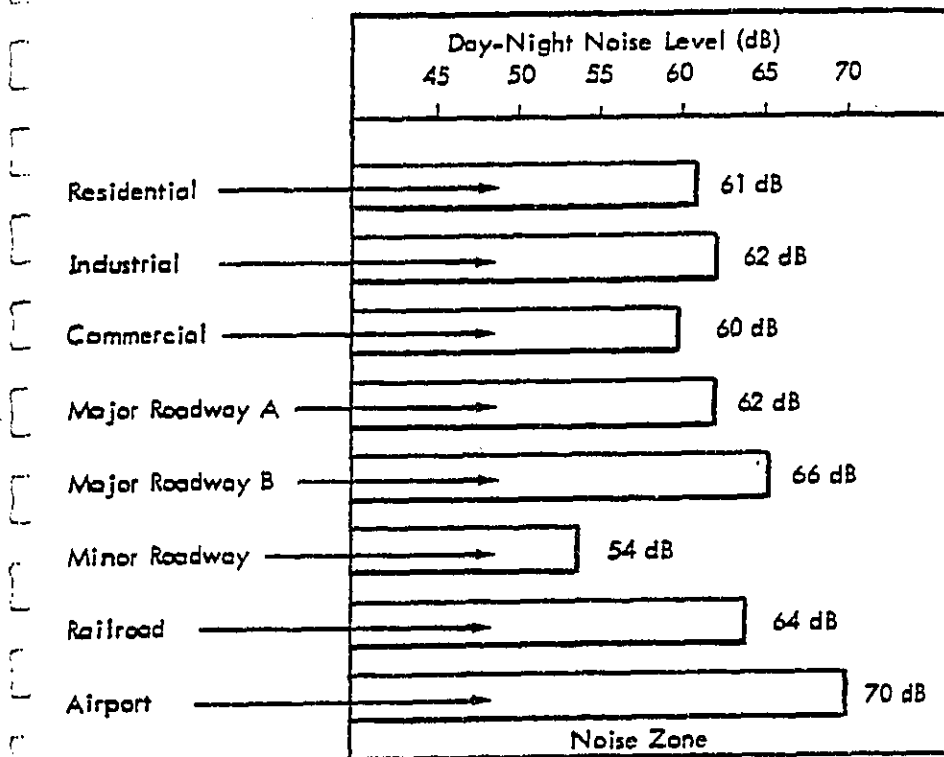 Day-Night Noise Level (dB)
45 50 55 60 65 70
Residential 61 dB
Industrial 62 dB
Commercial 60 dB
Major Roadway A 62 dB
Major Roadway B 66 dB
Minor Roadway 54 dB
Railroad 64 dB
Airport 70 dB
Noise Zone